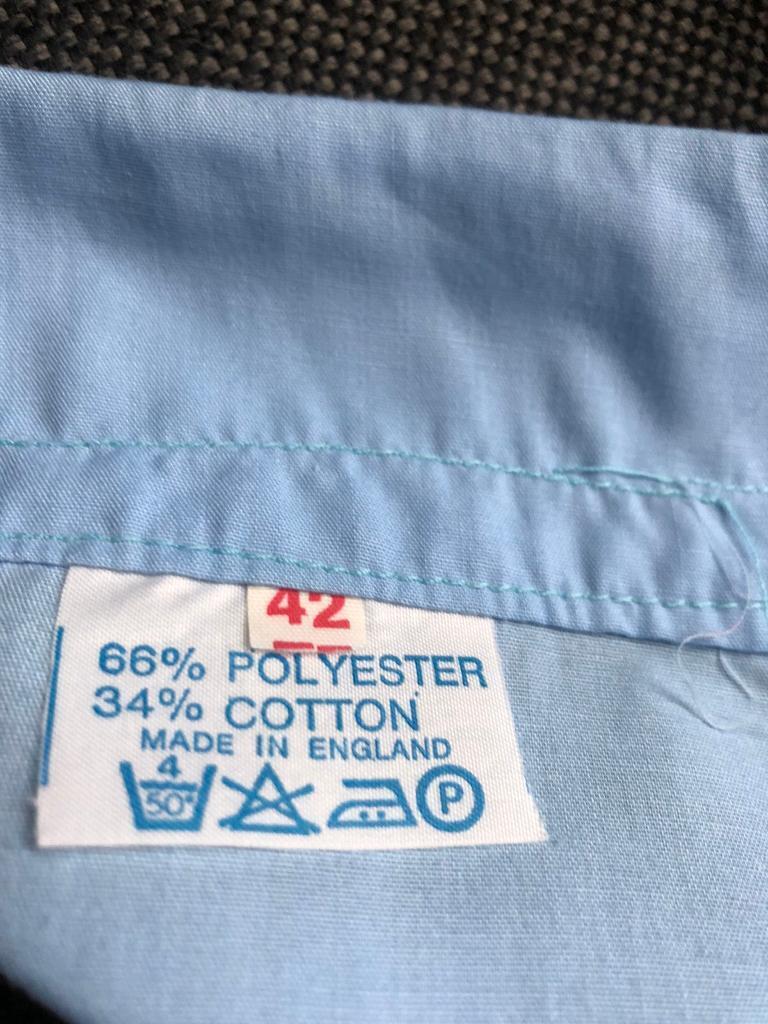 42
66% POLYESTER
34% COTTON
MADE IN ENGLAND
4
50° P